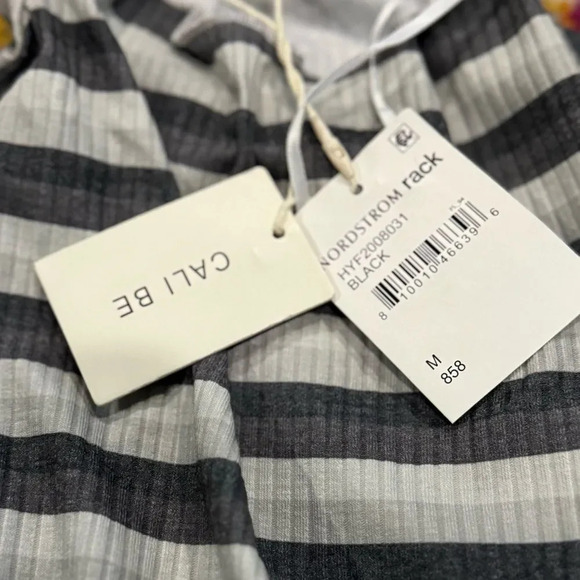 CALI BE
NORDSTROM rack
HYF2008031
BLACK
8 10010 46639 6
M
858